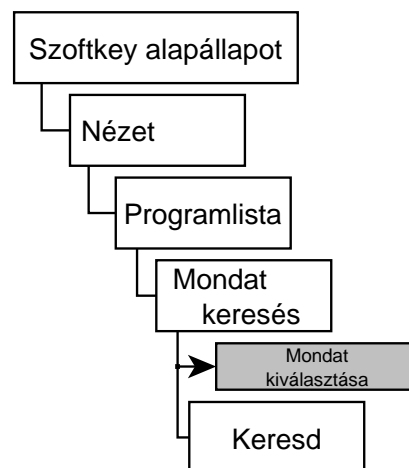 Szoftkey alapállapot
Nézet
Programlista
Mondat
keresés
Mondat
kiválasztása
Keresd